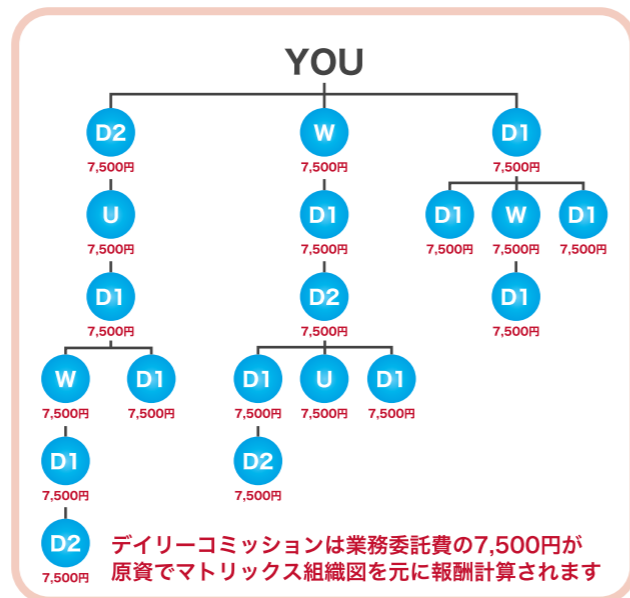 YOU
D2 W D1
7,500円 7,500円 7,500円
U D1 D1 W D1
7,500円 7,500円 7,500円 7,500円 7,500円
D1 D2 D1
7,500円 7,500円 7,500円
W D1 D1 U D1
7,500円 7,500円 7,500円 7,500円 7,500円
D1 D2
7,500円 7,500円
D2
7,500円
デイリーコミッションは業務委託費の7,500円が
原資でマトリックス組織図を元に報酬計算されます